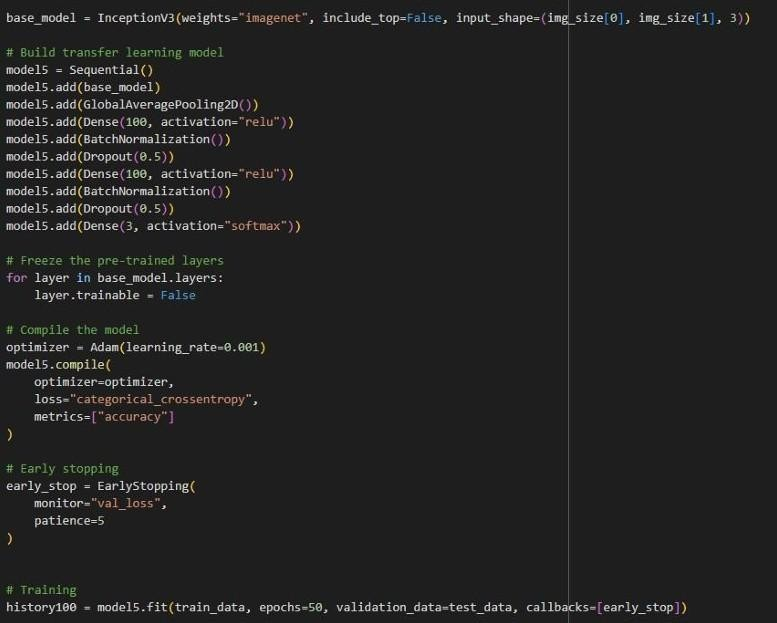 base_model = InceptionV3(weights="imagenet", include_top=False, input_shape=(img_size[0], img_size[1], 3))
# Build transfer learning model
model5 = Sequential()
model5.add(base_model)
model5.add(GlobalAveragePooling2D())
model5.add(Dense(100, activation="relu"))
model5.add(BatchNormalization())
model5.add(Dropout(0.5))
model5.add(Dense(100, activation="relu"))
model5.add(BatchNormalization())
model5.add(Dropout(0.5))
model5.add(Dense(3, activation="softmax"))
# Freeze the pre-trained layers
for layer in base_model.layers:
    layer.trainable = False
# Compile the model
optimizer = Adam(learning_rate=0.001)
model5.compile(
    optimizer=optimizer,
    loss="categorical_crossentropy",
    metrics=["accuracy"]
)
# Early stopping
early_stop = EarlyStopping(
    monitor="val_loss",
    patience=5
)
# Training
history100 = model5.fit(train_data, epochs=50, validation_data=test_data, callbacks=[early_stop])